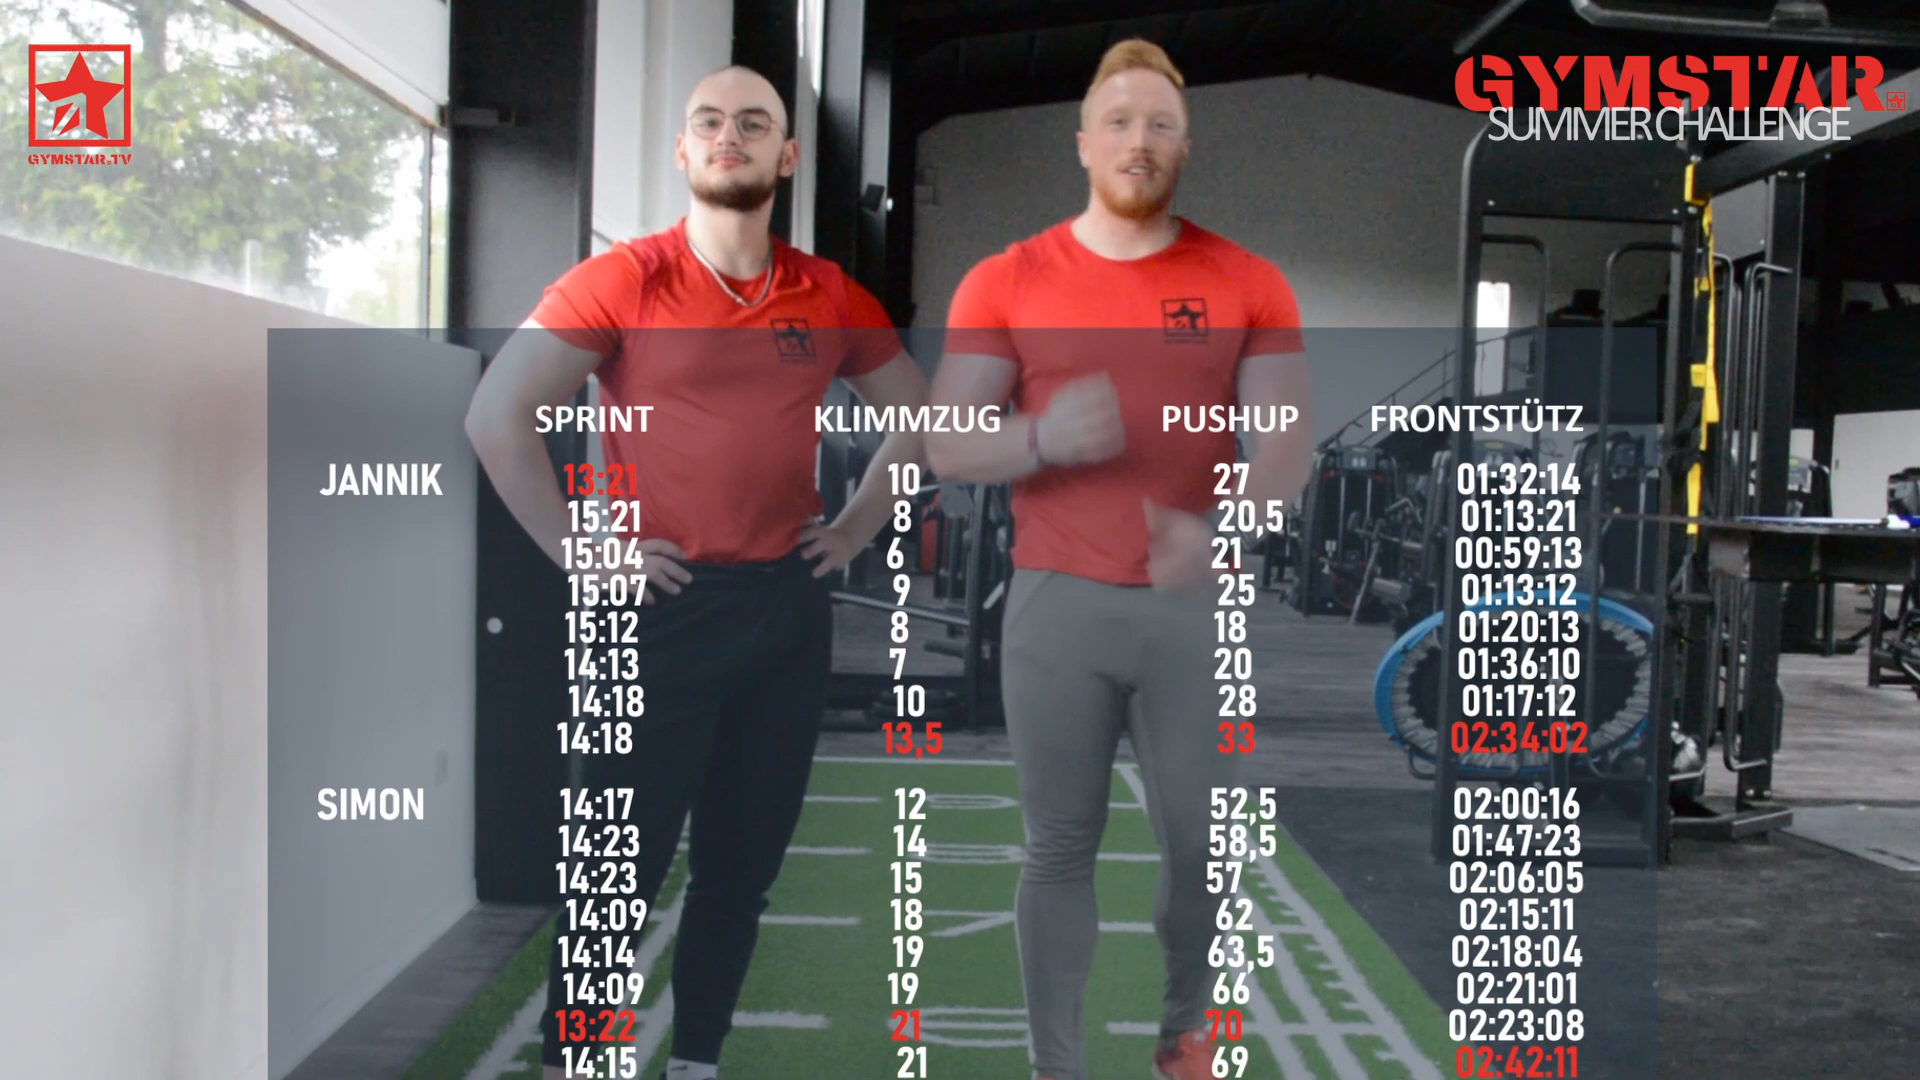 GYMSTAR.TV
GYMSTAR.
SUMMER CHALLENGE
SPRINT KLIMMZUG PUSHUP FRONTSTÜTZ
JANNIK 13:21 10 27 01:32:14
15:21 8 20,5 01:13:21
15:04 6 21 00:59:13
15:07 9 25 01:13:12
15:12 8 18 01:20:13
14:13 7 20 01:36:10
14:18 10 28 01:17:12
14:18 13,5 33 02:34:02
SIMON 14:17 12 52,5 02:00:16
14:23 14 58,5 01:47:23
14:23 15 57 02:06:05
14:09 18 62 02:15:11
14:14 19 63,5 02:18:04
14:09 19 66 02:21:01
13:22 21 70 02:23:08
14:15 21 69 02:42:11